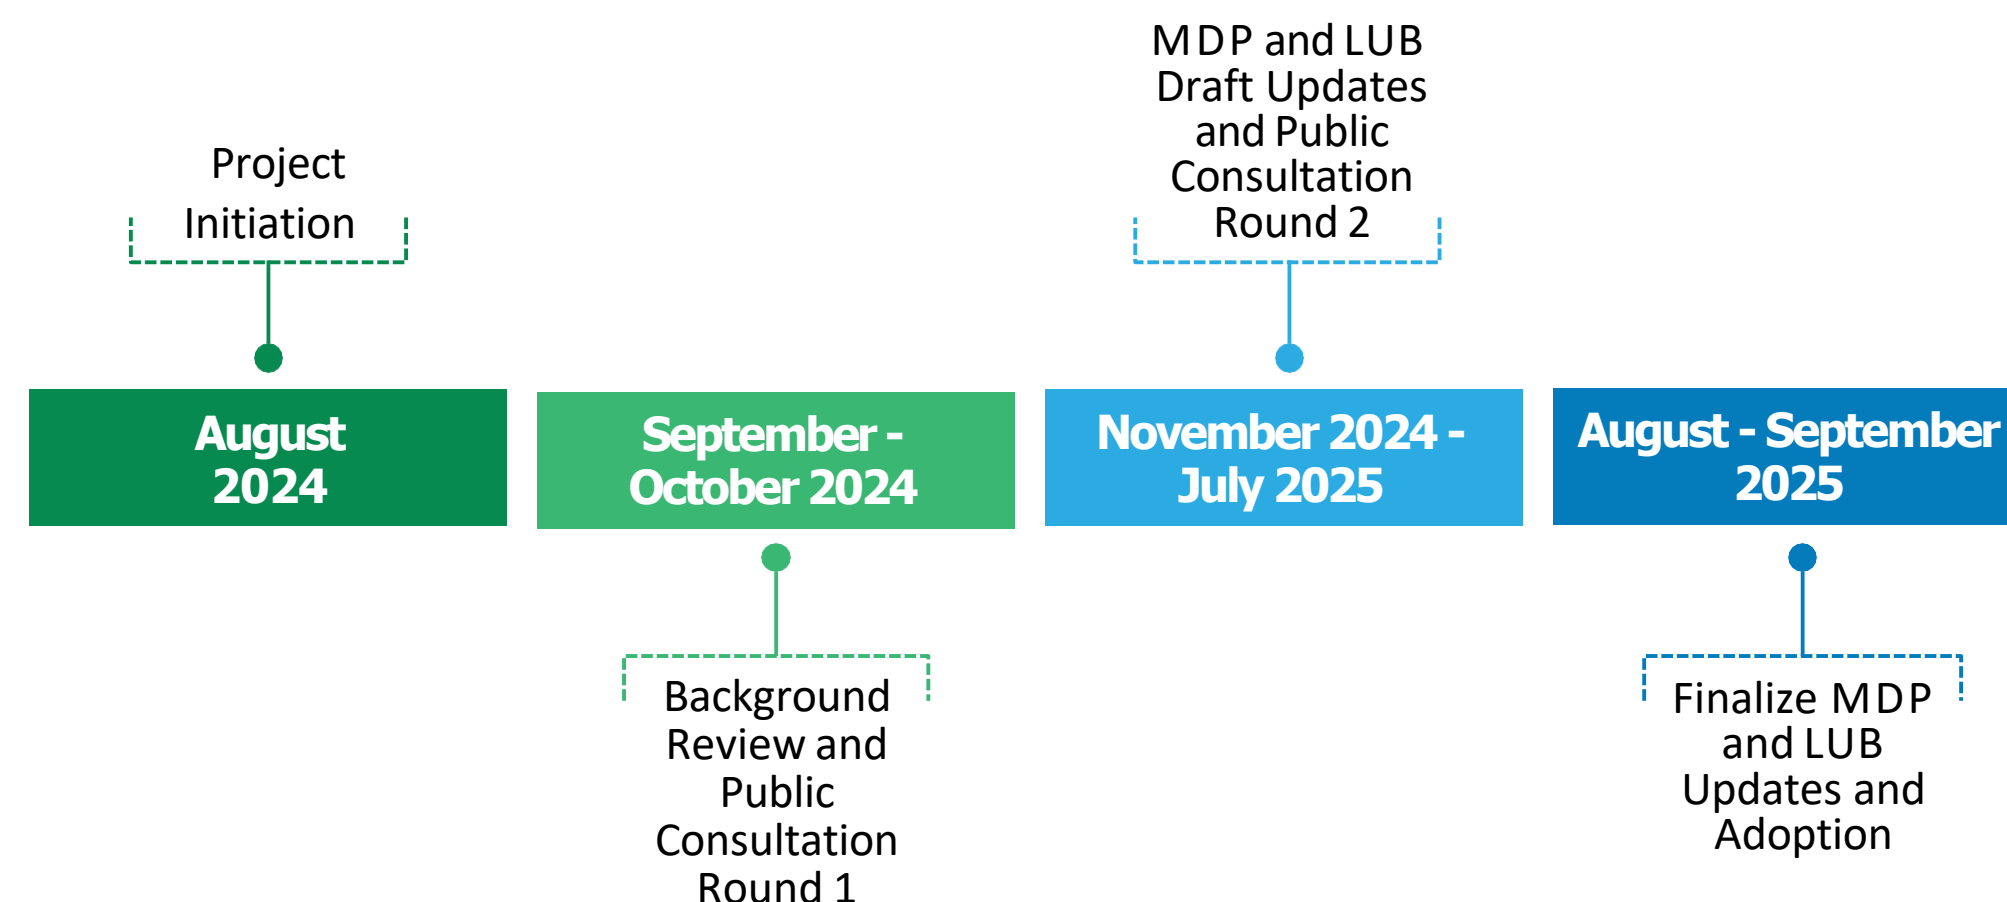 Project
Initiation
August
2024
September -
October 2024
Background
Review and
Public
Consultation
Round 1
MDP and LUB
Draft Updates
and Public
Consultation
Round 2
November 2024 -
July 2025
August - September
2025
Finalize MDP
and LUB
Updates and
Adoption